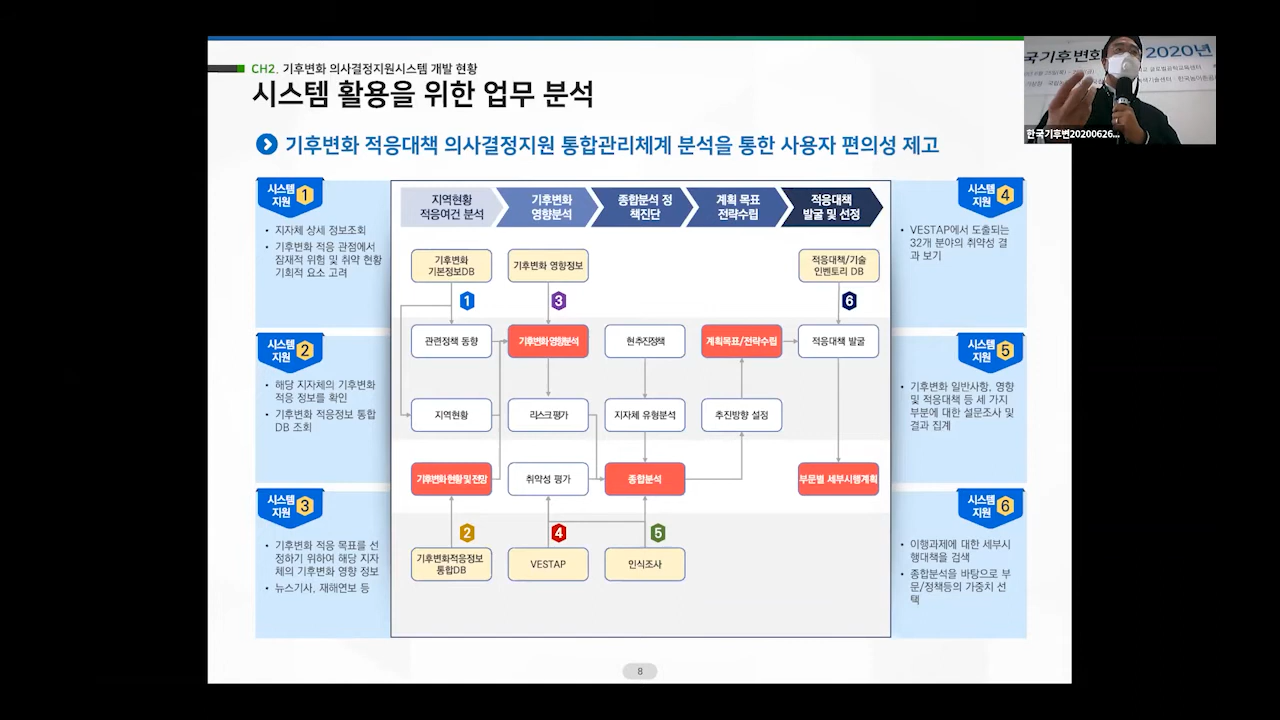 CH2. 기후변화 의사결정지원시스템 개발 현황
시스템 활용을 위한 업무 분석
기후변화 적응대책 의사결정지원 통합관리체계 분석을 통한 사용자 편의성 제고
시스템
지원 1
지자체 상세 정보조회
기후변화 적응 관점에서
잠재적 위험 및 취약 현황
기회적 요소 고려
시스템
지원 2
해당 지자체의 기후변화
적응 정보를 확인
기후변화 적응정보 통합
DB 조회
시스템
지원 3
기후변화 적응 목표를 선
정하기 위하여 해당 지자
체의 기후변화 영향 정보
뉴스기사, 재해연보 등
지역현황
적응여건 분석
기후변화
영향분석
종합분석 정
책진단
계획 목표
전략수립
적응대책
발굴 및 선정
기후변화
기본정보DB
기후변화 영향정보
적응대책/기술
인벤토리 DB
1
3
6
관련정책 동향
기후변화 영향분석
현 추진정책
계획목표/전략수립
적응대책 발굴
지역현황
리스크 평가
지자체 유형분석
추진방향 설정
기후변화 현황 및 전망
취약성 평가
종합분석
부문별 세부시행계획
2
4
5
기후변화적응정보
통합DB
VESTAP
인식조사
시스템
지원 4
VESTAP에서 도출되는
32개 분야의 취약성 결
과 보기
시스템
지원 5
기후변화 일반사항, 영향
및 적응대책 등 세 가지
부분에 대한 설문조사 및
결과 집계
시스템
지원 6
이행과제에 대한 세부시
행대책을 검색
종합분석을 바탕으로 부
문/정책등의 가중치 선
택
8
국기후변화 2020년
한국기후변20200626...